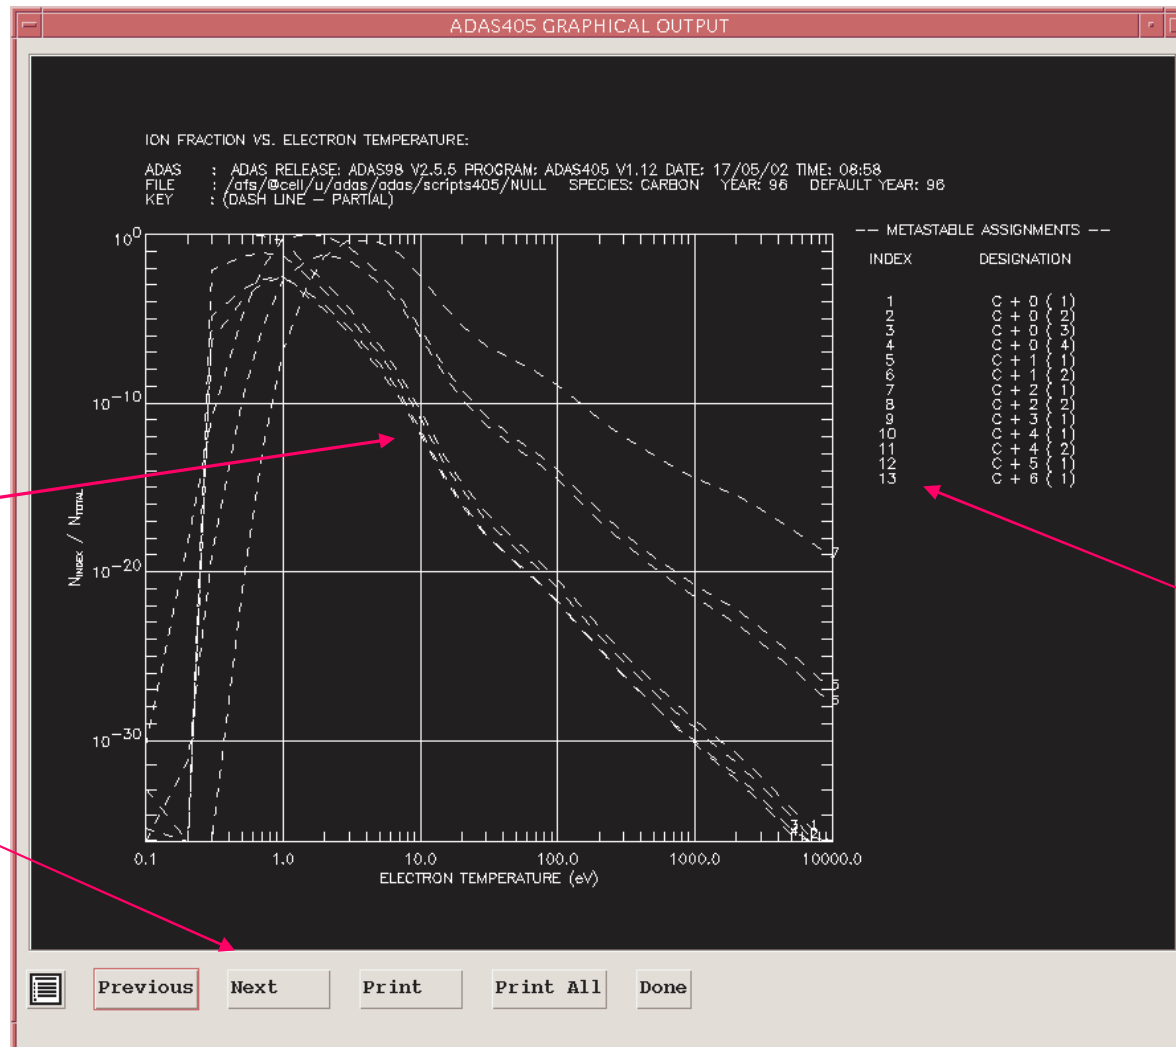 ADAS405 GRAPHICAL OUTPUT
ION FRACTION VS. ELECTRON TEMPERATURE:
ADAS : ADAS RELEASE: ADAS98 V2.5.5 PROGRAM: ADAS405 V1.12 DATE: 17/05/02 TIME: 08:58
FILE : /afs/@cell/u/adas/adas/scripts405/NULL SPECIES: CARBON YEAR: 96 DEFAULT YEAR: 96
KEY : (DASH LINE – PARTIAL)
-- METASTABLE ASSIGNMENTS --
INDEX DESIGNATION
1 C + 0 ( 1)
2 C + 0 ( 2)
3 C + 0 ( 3)
4 C + 0 ( 4)
5 C + 1 ( 1)
6 C + 1 ( 2)
7 C + 2 ( 1)
8 C + 2 ( 2)
9 C + 3 ( 1)
10 C + 4 ( 1)
11 C + 4 ( 2)
12 C + 5 ( 1)
13 C + 6 ( 1)
10^0
10^-10
10^-20
10^-30
N_INDEX / N_TOTAL
7
0.1 1.0 10.0 100.0 1000.0 10000.0
ELECTRON TEMPERATURE (eV)
Previous Next Print Print All Done